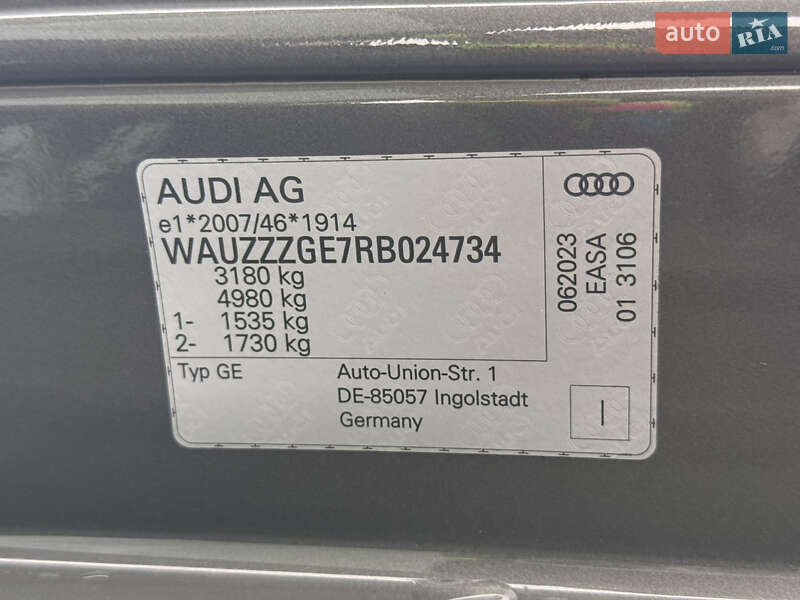 auto RIA
.com
AUDI AG
e1*2007/46*1914
WAUZZZGE7RB024734
3180 kg
4980 kg
1- 1535 kg
2- 1730 kg
062023
EASA
01 3106
Typ GE
Auto-Union-Str. 1
DE-85057 Ingolstadt
Germany
I